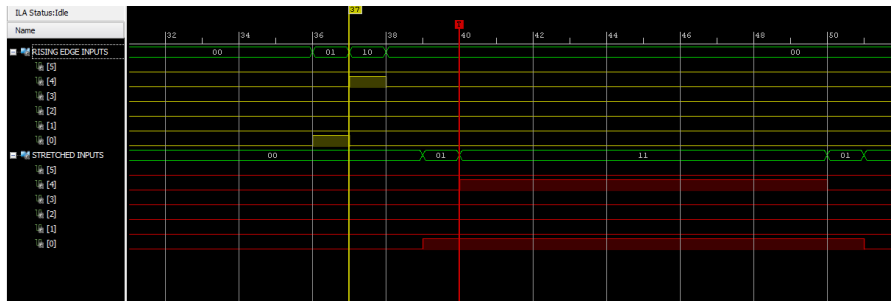 ILA Status:Idle
37
Name
T
32 34 36 38 40 42 44 46 48 50
RISING EDGE INPUTS 00 01 10 00
[5]
[4]
[3]
[2]
[1]
[0]
STRETCHED INPUTS 00 01 11 01
[5]
[4]
[3]
[2]
[1]
[0]